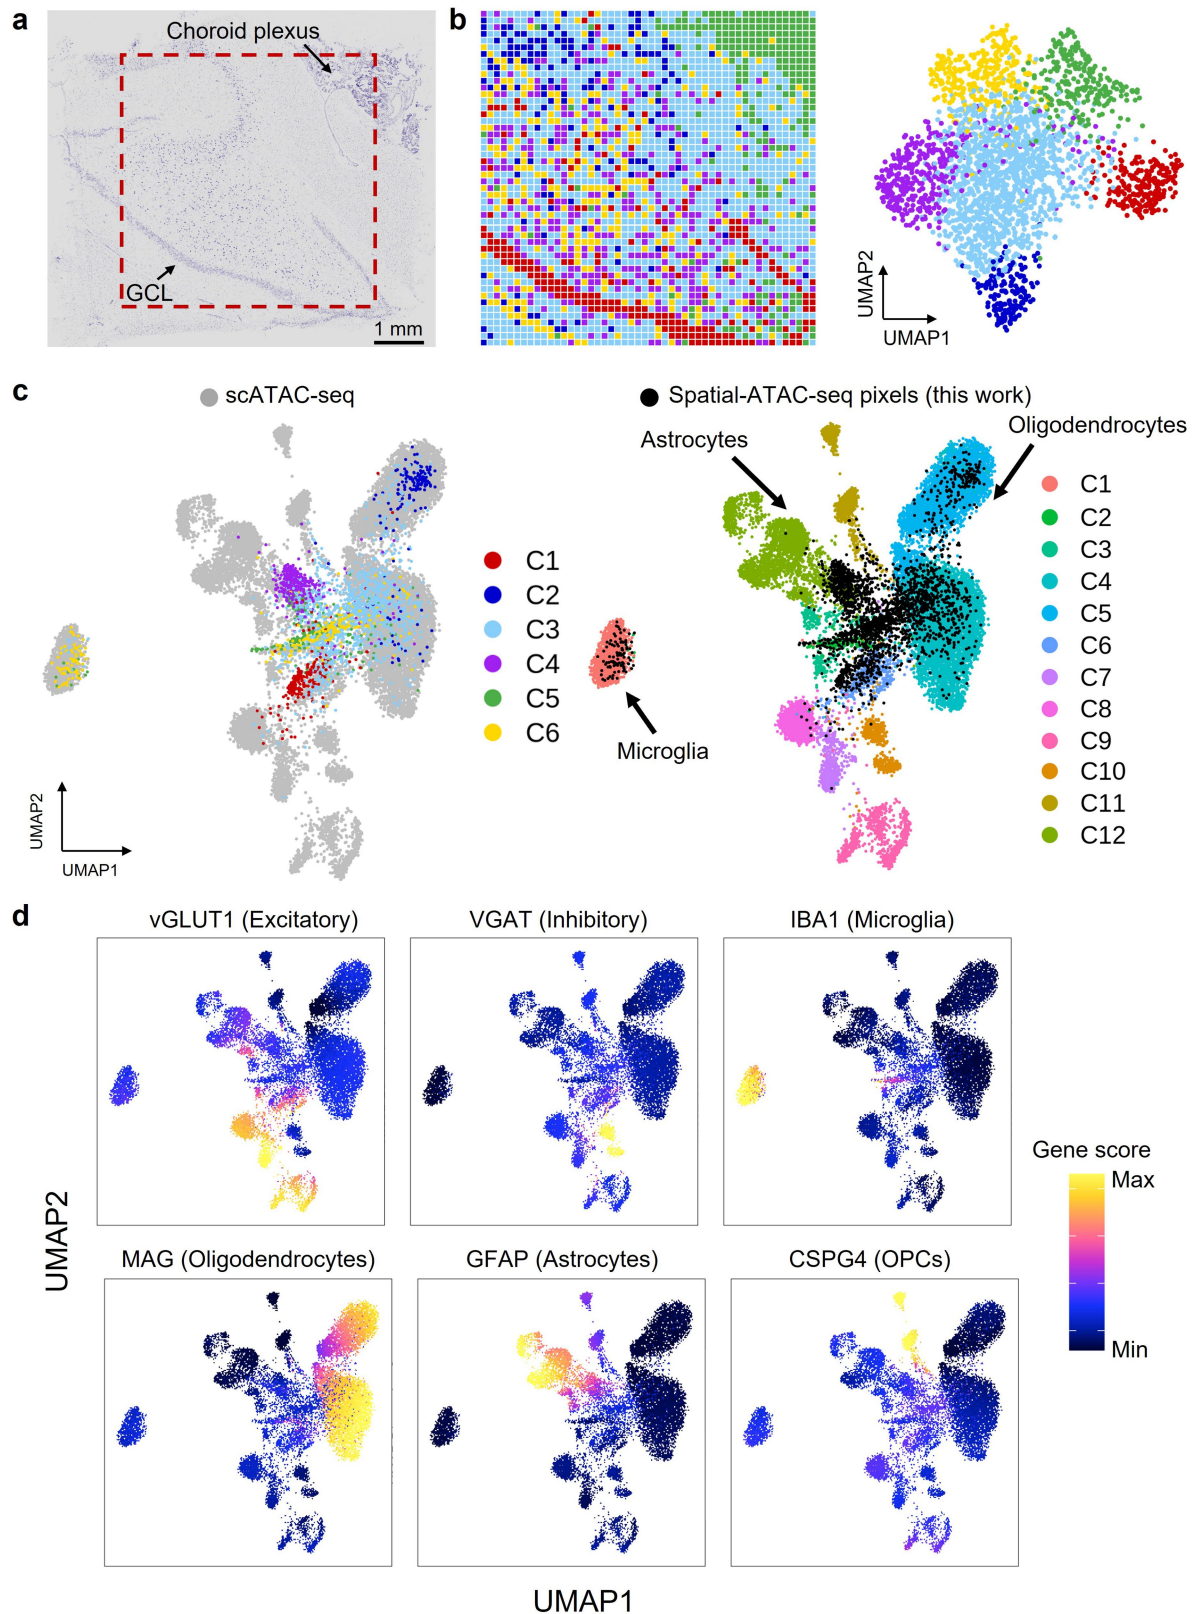 a
Choroid plexus
GCL
1 mm
b
UMAP2
UMAP1
c
scATAC-seq
Spatial-ATAC-seq pixels (this work)
Astrocytes
Oligodendrocytes
Microglia
C1
C2
C3
C4
C5
C6
C1
C2
C3
C4
C5
C6
C7
C8
C9
C10
C11
C12
UMAP2
UMAP1
d
vGLUT1 (Excitatory)
VGAT (Inhibitory)
IBA1 (Microglia)
MAG (Oligodendrocytes)
GFAP (Astrocytes)
CSPG4 (OPCs)
Gene score
Max
Min
UMAP2
UMAP1